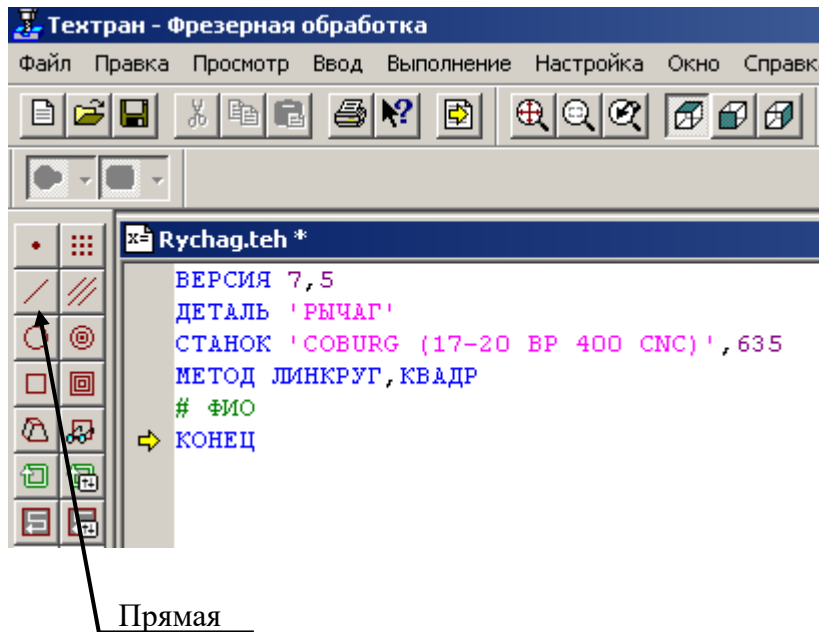 Техтран - Фрезерная обработка
Файл Правка Просмотр Ввод Выполнение Настройка Окно Справк
Rychag.teh *
ВЕРСИЯ 7,5
ДЕТАЛЬ 'РЫЧАГ'
СТАНОК 'COBURG (17-20 BP 400 CNC)',635
МЕТОД ЛИНКРУГ,КВАДР
# ФИО
КОНЕЦ
Прямая